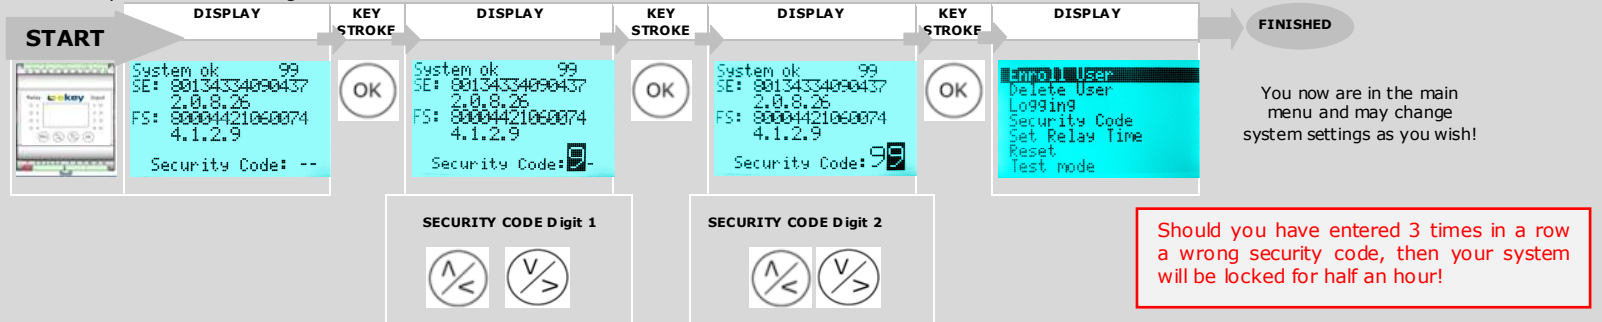 DISPLAY
KEY
STROKE
DISPLAY
KEY
STROKE
DISPLAY
KEY
STROKE
DISPLAY
START
FINISHED
ekey
System ok 99
SE: 80134334090437
2.0.8.26
FS: 80004421060074
4.1.2.9
Security Code: --
OK
System ok 99
SE: 80134334090437
2.0.8.26
FS: 80004421060074
4.1.2.9
Security Code:9-
OK
System ok 99
SE: 80134334090437
2.0.8.26
FS: 80004421060074
4.1.2.9
Security Code:99
OK
Enroll User
Delete User
Logging
Security Code
Set Relay Time
Reset
Test mode
You now are in the main
menu and may change
system settings as you wish!
SECURITY CODE Digit 1
SECURITY CODE Digit 2
Should you have entered 3 times in a row
a wrong security code, then your system
will be locked for half an hour!